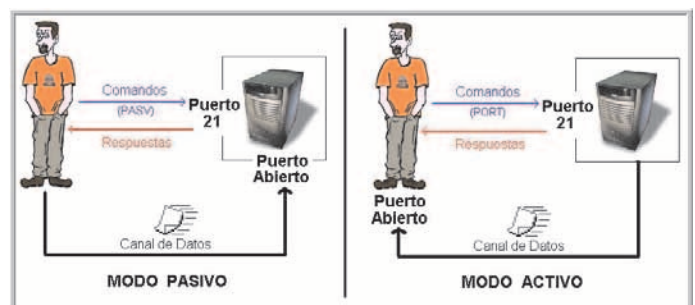 Comandos
(PASV)
Puerto
21
Respuestas
Puerto
Abierto
Canal de Datos
MODO PASIVO
Comandos
(PORT)
Puerto
21
Respuestas
Puerto
Abierto
Canal de Datos
MODO ACTIVO